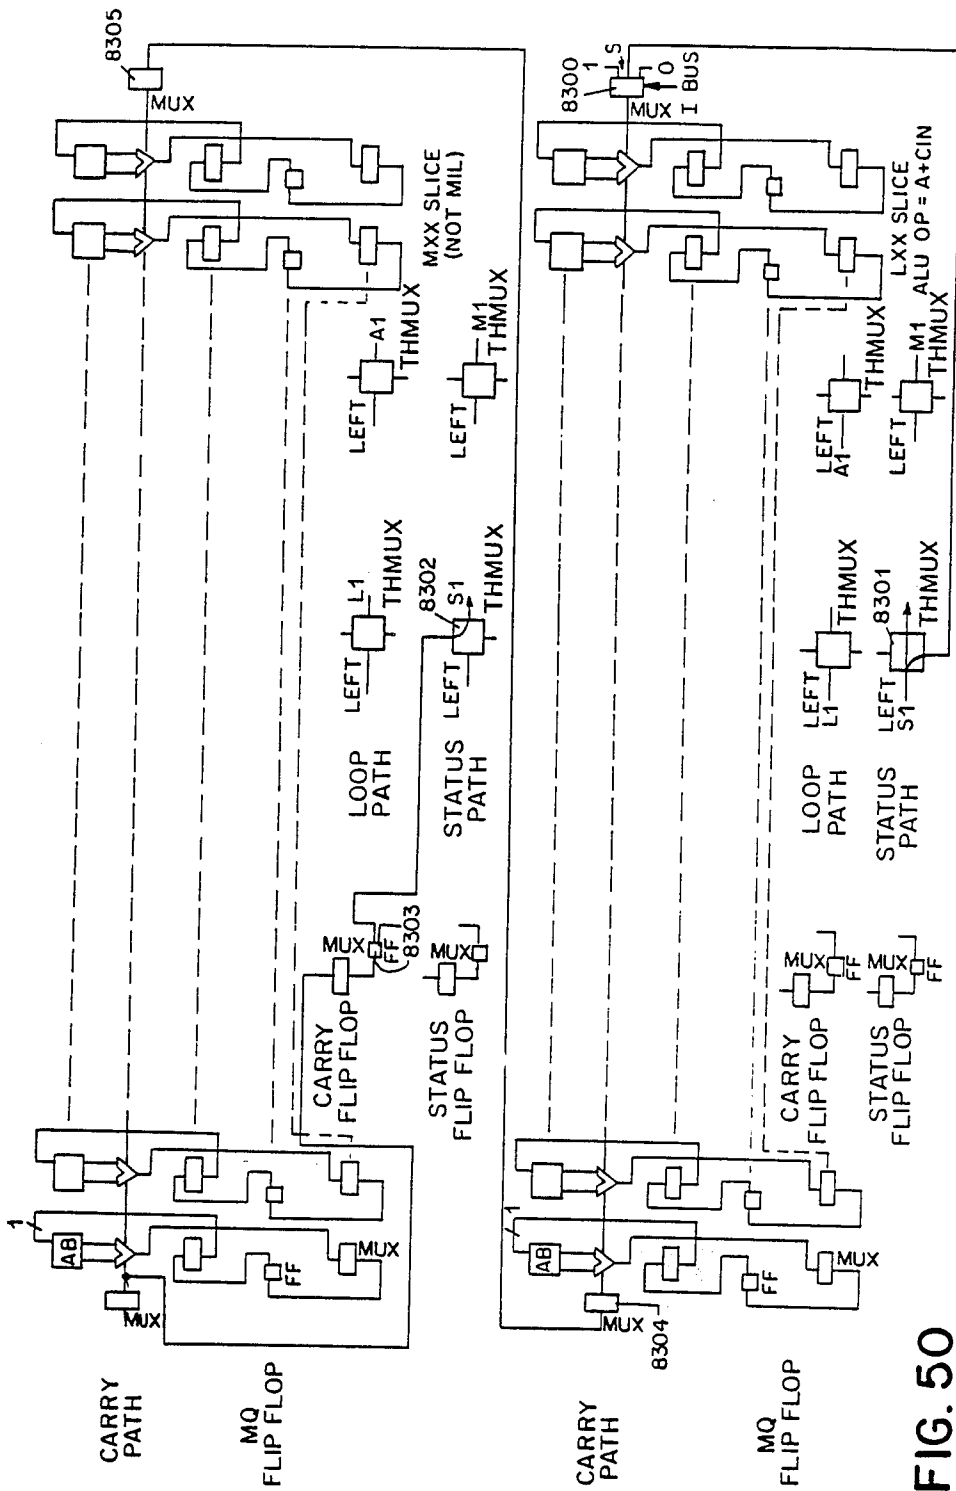 8305
MUX
MXX SLICE
(NOT MIL)
LEFT
A1
THMUX
LEFT
M1
THMUX
LOOP
PATH
LEFT
L1
THMUX
STATUS
PATH
LEFT
8302
S1
THMUX
MUX
FF
8303
CARRY
FLIP FLOP
MUX
STATUS
FLIP FLOP
1
AB
MUX
FF
MUX
CARRY
PATH
MQ
FLIP FLOP
8300
1
S
0
MUX
I BUS
LXX SLICE
ALU OP = A+CIN
LEFT
A1
THMUX
LEFT
M1
THMUX
LOOP
PATH
LEFT
L1
THMUX
STATUS
PATH
LEFT
S1
8301
THMUX
CARRY
FLIP FLOP
MUX
FF
STATUS
FLIP FLOP
MUX
FF
1
AB
MUX
8304
FF
MUX
CARRY
PATH
MQ
FLIP FLOP
FIG. 50